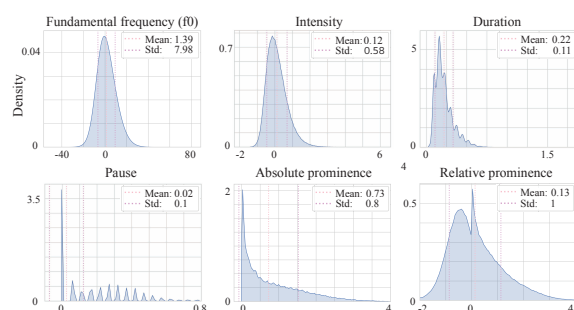 Fundamental frequency (f0)
Mean: 1.39
Std: 7.98
0.04
0
-40 0 80
Density
Intensity
Mean: 0.12
Std: 0.58
0.7
0
-2 0 6
Duration
Mean: 0.22
Std: 0.11
5
0
0 1.5
4
Pause
Mean: 0.02
Std: 0.1
3.5
0
0 0.8
Absolute prominence
Mean: 0.73
Std: 0.8
2
0
0 4
Relative prominence
Mean: 0.13
Std: 1
0.5
0
-2 0 4